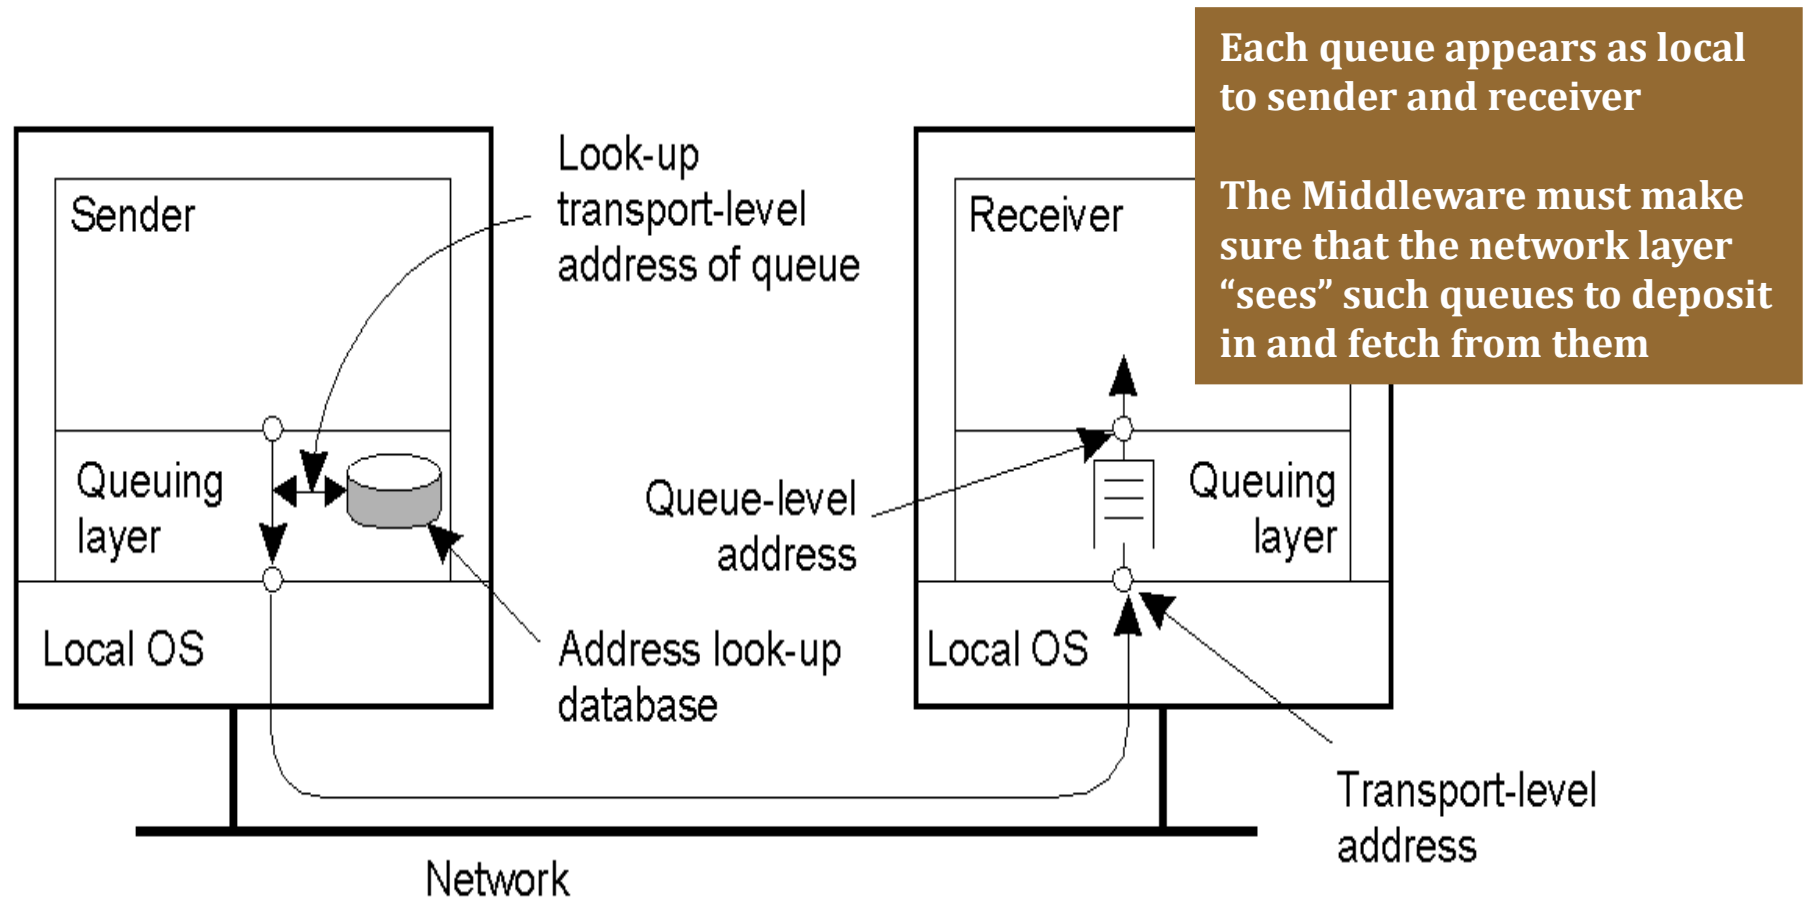 Each queue appears as local
to sender and receiver
The Middleware must make
sure that the network layer
“sees” such queues to deposit
in and fetch from them
Sender
Look-up
transport-level
address of queue
Receiver
Queuing
layer
Queue-level
address
Queuing
layer
Local OS
Address look-up
database
Local OS
Transport-level
address
Network